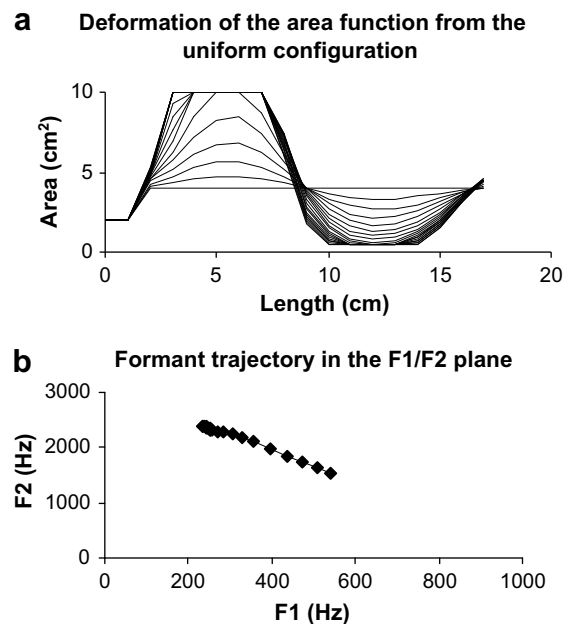 a Deformation of the area function from the
uniform configuration
10
5
0
Area (cm²)
0 5 10 15 20
Length (cm)
b Formant trajectory in the F1/F2 plane
3000
2000
1000
0
F2 (Hz)
0 200 400 600 800 1000
F1 (Hz)